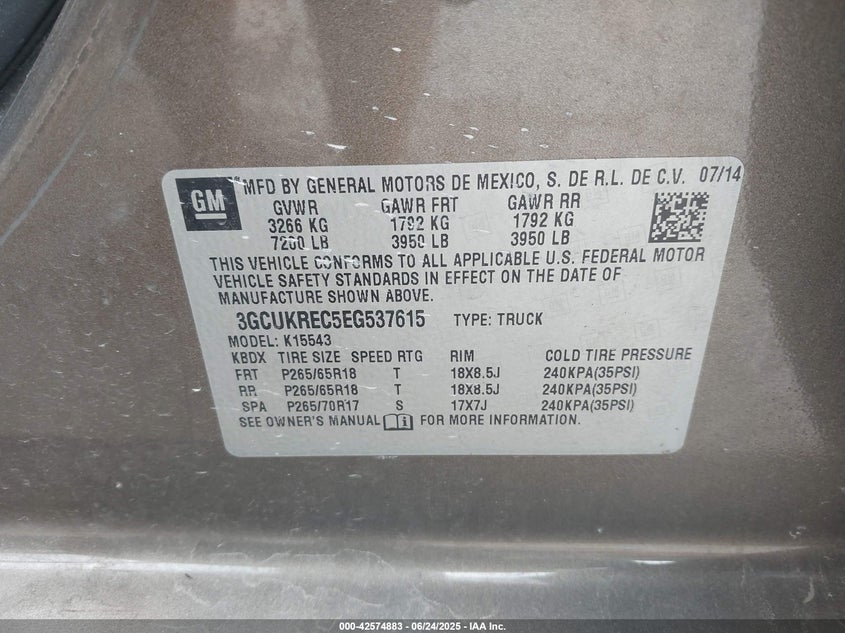 GM
*MFD BY GENERAL MOTORS DE MEXICO, S. DE R.L. DE C.V. 07/14
GVWR GAWR FRT GAWR RR
3266 KG 1792 KG 1792 KG
7200 LB 3950 LB 3950 LB
THIS VEHICLE CONFORMS TO ALL APPLICABLE U.S. FEDERAL MOTOR
VEHICLE SAFETY STANDARDS IN EFFECT ON THE DATE OF
MANUFACTURE SHOWN ABOVE.
3GCUKREC5EG537615 TYPE: TRUCK
MODEL: K15543
KBDX TIRE SIZE SPEED RTG RIM COLD TIRE PRESSURE
FRT P265/65R18 T 18X8.5J 240KPA(35PSI)
RR P265/65R18 T 18X8.5J 240KPA(35PSI)
SPA P265/70R17 S 17X7J 240KPA(35PSI)
SEE OWNER'S MANUAL i FOR MORE INFORMATION.
000-42574883 - 06/24/2025 - IAA Inc.